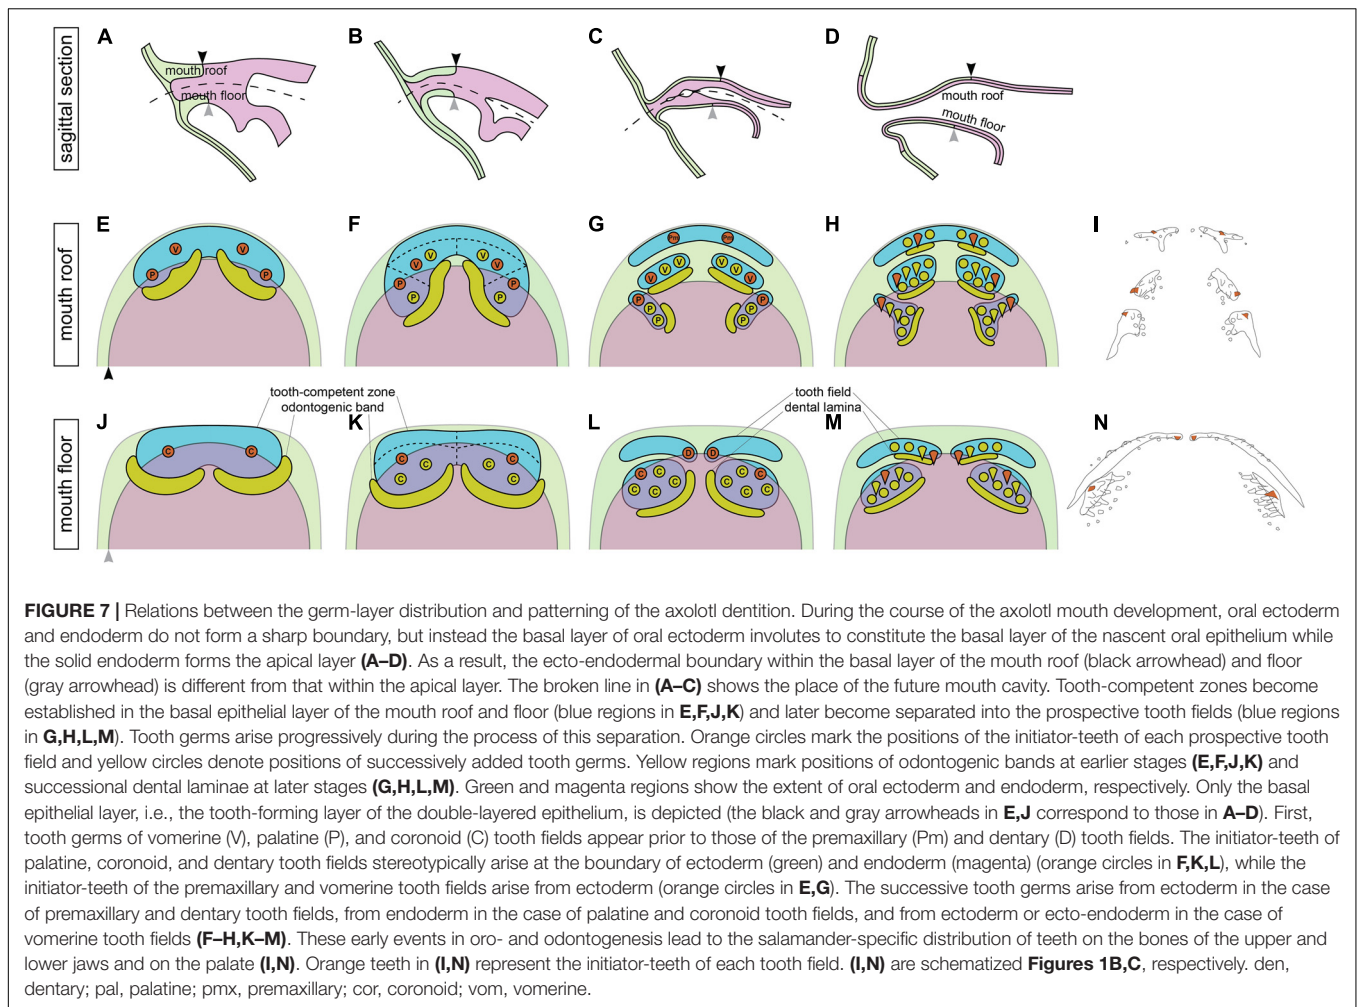 A
B
C
D
sagittal section
mouth roof
mouth floor
mouth roof
mouth floor
E
F
G
H
I
mouth roof
V V
P P
V V V V
P P
P P
Pm Pm
V V V V V V
P P
P P
P P
tooth-competent zone
odontogenic band
tooth field
dental lamina
J
K
L
M
N
mouth floor
C C
C C C C
C C C C
D D
C C C C C C
C C C C
FIGURE 7 | Relations between the germ-layer distribution and patterning of the axolotl dentition. During the course of the axolotl mouth development, oral ectoderm
and endoderm do not form a sharp boundary, but instead the basal layer of oral ectoderm involutes to constitute the basal layer of the nascent oral epithelium while
the solid endoderm forms the apical layer (A–D). As a result, the ecto-endodermal boundary within the basal layer of the mouth roof (black arrowhead) and floor
(gray arrowhead) is different from that within the apical layer. The broken line in (A–C) shows the place of the future mouth cavity. Tooth-competent zones become
established in the basal epithelial layer of the mouth roof and floor (blue regions in E,F,J,K) and later become separated into the prospective tooth fields (blue regions
in G,H,L,M). Tooth germs arise progressively during the process of this separation. Orange circles mark the positions of the initiator-teeth of each prospective tooth
field and yellow circles denote positions of successively added tooth germs. Yellow regions mark positions of odontogenic bands at earlier stages (E,F,J,K) and
successional dental laminae at later stages (G,H,L,M). Green and magenta regions show the extent of oral ectoderm and endoderm, respectively. Only the basal
epithelial layer, i.e., the tooth-forming layer of the double-layered epithelium, is depicted (the black and gray arrowheads in E,J correspond to those in A–D). First,
tooth germs of vomerine (V), palatine (P), and coronoid (C) tooth fields appear prior to those of the premaxillary (Pm) and dentary (D) tooth fields. The initiator-teeth of
palatine, coronoid, and dentary tooth fields stereotypically arise at the boundary of ectoderm (green) and endoderm (magenta) (orange circles in F,K,L), while the
initiator-teeth of the premaxillary and vomerine tooth fields arise from ectoderm (orange circles in E,G). The successive tooth germs arise from ectoderm in the case
of premaxillary and dentary tooth fields, from endoderm in the case of palatine and coronoid tooth fields, and from ectoderm or ecto-endoderm in the case of
vomerine tooth fields (F–H,K–M). These early events in oro- and odontogenesis lead to the salamander-specific distribution of teeth on the bones of the upper and
lower jaws and on the palate (I,N). Orange teeth in (I,N) represent the initiator-teeth of each tooth field. (I,N) are schematized Figures 1B,C, respectively. den,
dentary; pal, palatine; pmx, premaxillary; cor, coronoid; vom, vomerine.